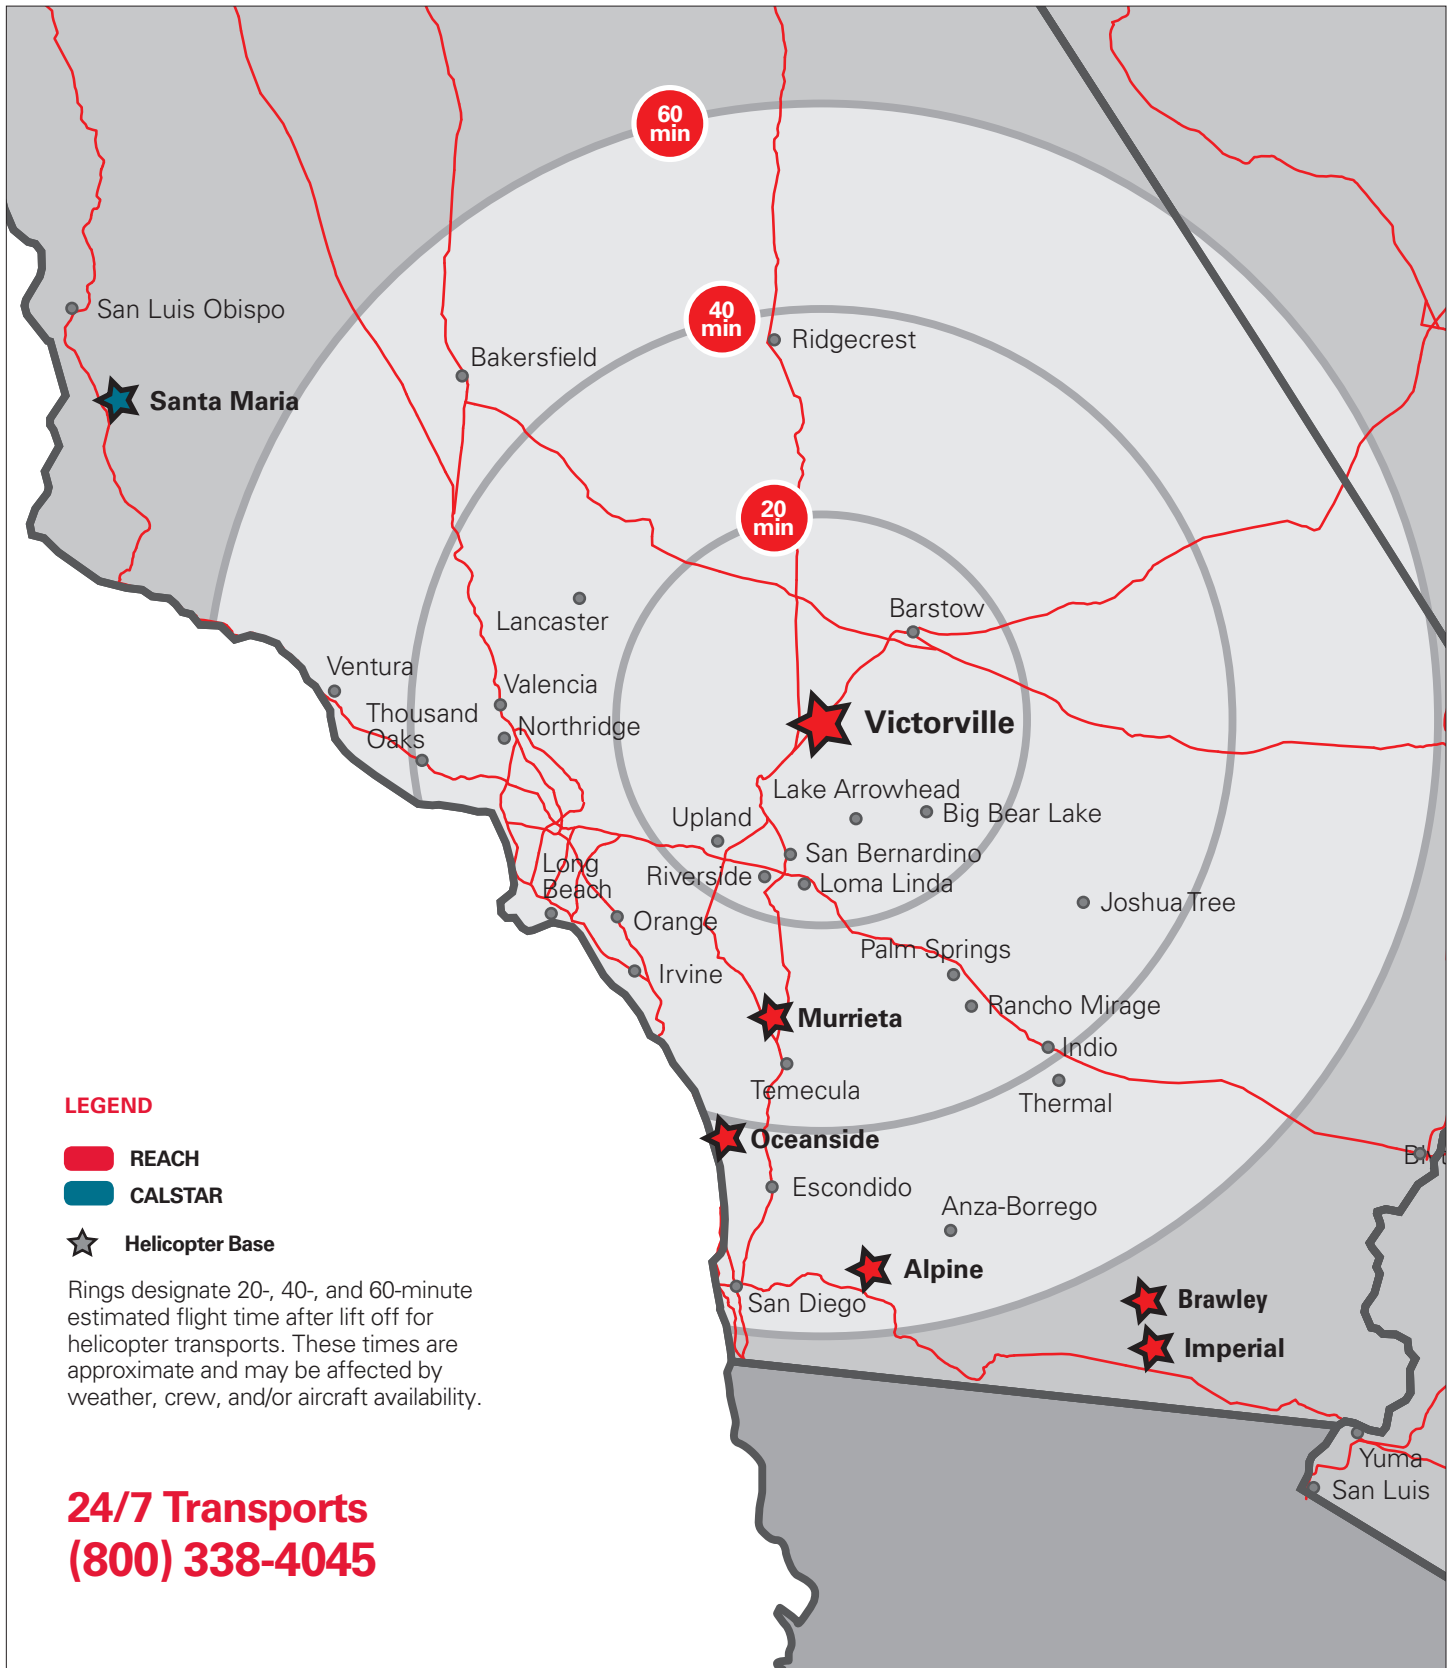 60
min
San Luis Obispo
40
min
Ridgecrest
Bakersfield
Santa Maria
20
min
Lancaster
Barstow
Ventura
Valencia
Thousand
Oaks
Northridge
Victorville
Lake Arrowhead
Big Bear Lake
Upland
San Bernardino
Riverside
Loma Linda
Long
Beach
Joshua Tree
Orange
Palm Springs
Irvine
Rancho Mirage
Murrieta
Indio
Temecula
Thermal
Oceanside
Escondido
Anza-Borrego
Alpine
San Diego
Brawley
Imperial
Yuma
San Luis
LEGEND
REACH
CALSTAR
Helicopter Base
Rings designate 20-, 40-, and 60-minute
estimated flight time after lift off for
helicopter transports. These times are
approximate and may be affected by
weather, crew, and/or aircraft availability.
24/7 Transports
(800) 338-4045